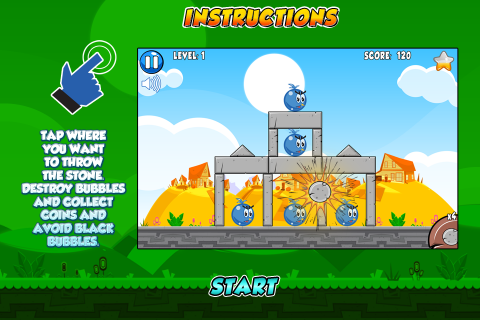 INSTRUCTIONS
LEVEL: 1
SCORE: 120
TAP WHERE
YOU WANT
TO THROW
THE STONE.
DESTROY BUBBLES
AND COLLECT
COINS AND
AVOID BLACK
BUBBLES.
x4
START